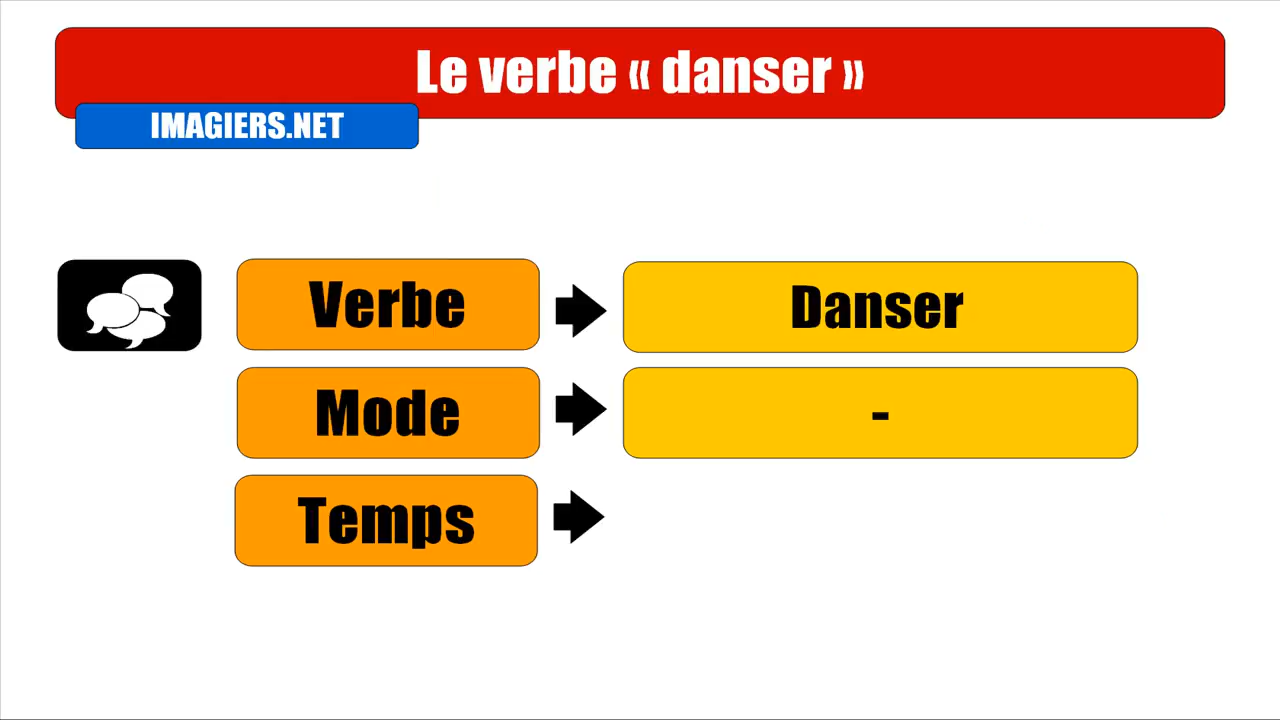 Le verbe « danser »
IMAGIERS.NET
Verbe
Danser
Mode
-
Temps